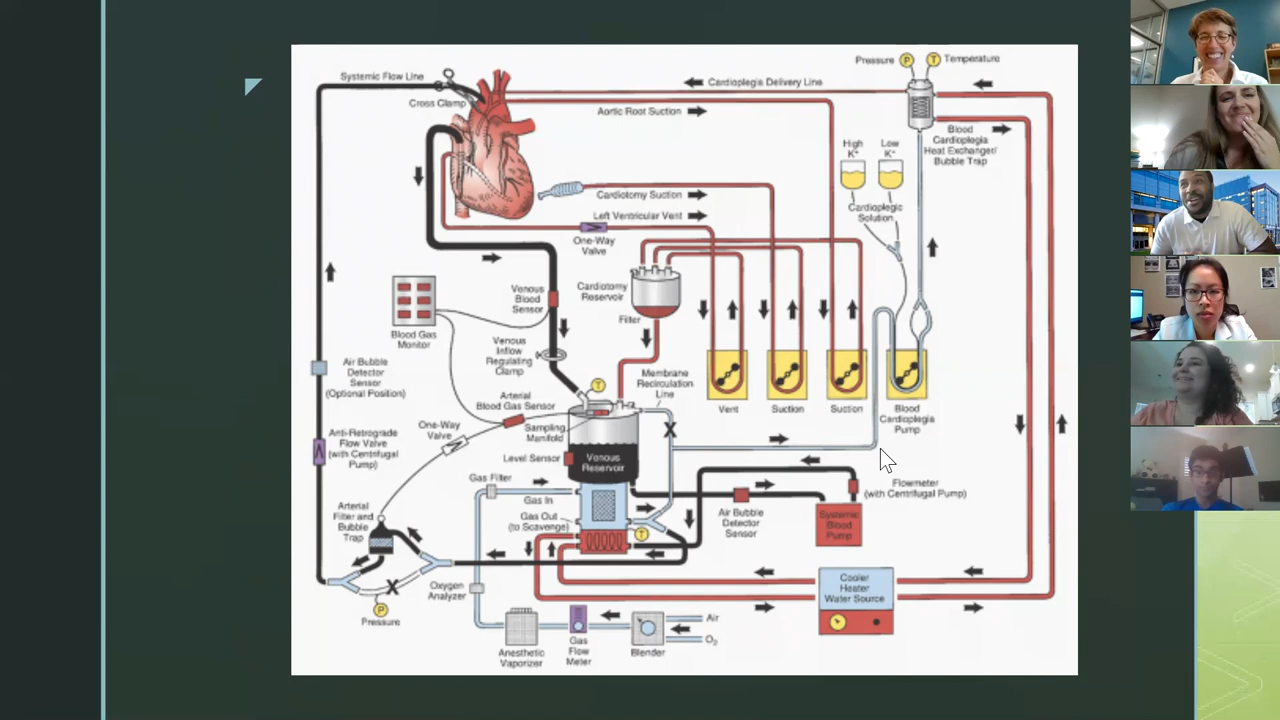 Pressure
P
T
Temperature
Systemic Flow Line
Cardioplegia Delivery Line
Cross Clamp
Aortic Root Suction
Blood
Cardioplegia
Heat Exchanger/
Bubble Trap
High
K+
Low
K+
Cardiotomy Suction
Left Ventricular Vent
Cardioplegic
Solution
One-Way
Valve
Venous
Blood
Sensor
Cardiotomy
Reservoir
Filter
Blood Gas
Monitor
Venous
Inflow
Regulating
Clamp
Air Bubble
Detector
Sensor
(Optional Position)
T
Membrane
Recirculation
Line
Arterial
Blood Gas Sensor
Vent
Suction
Suction
Blood
Cardioplegia
Pump
One-Way
Valve
Sampling
Manifold
X
Anti-Retrograde
Flow Valve
(with Centrifugal
Pump)
Level Sensor
Venous
Reservoir
Gas Filter
Gas In
Flowmeter
(with Centrifugal Pump)
Arterial
Filter and
Bubble
Trap
Gas Out
(to Scavenge)
T
Air Bubble
Detector
Sensor
Systemic
Blood
Pump
X
Oxygen
Analyzer
P
Pressure
Cooler
Heater
Water Source
Anesthetic
Vaporizer
Gas
Flow
Meter
Blender
Air
O2